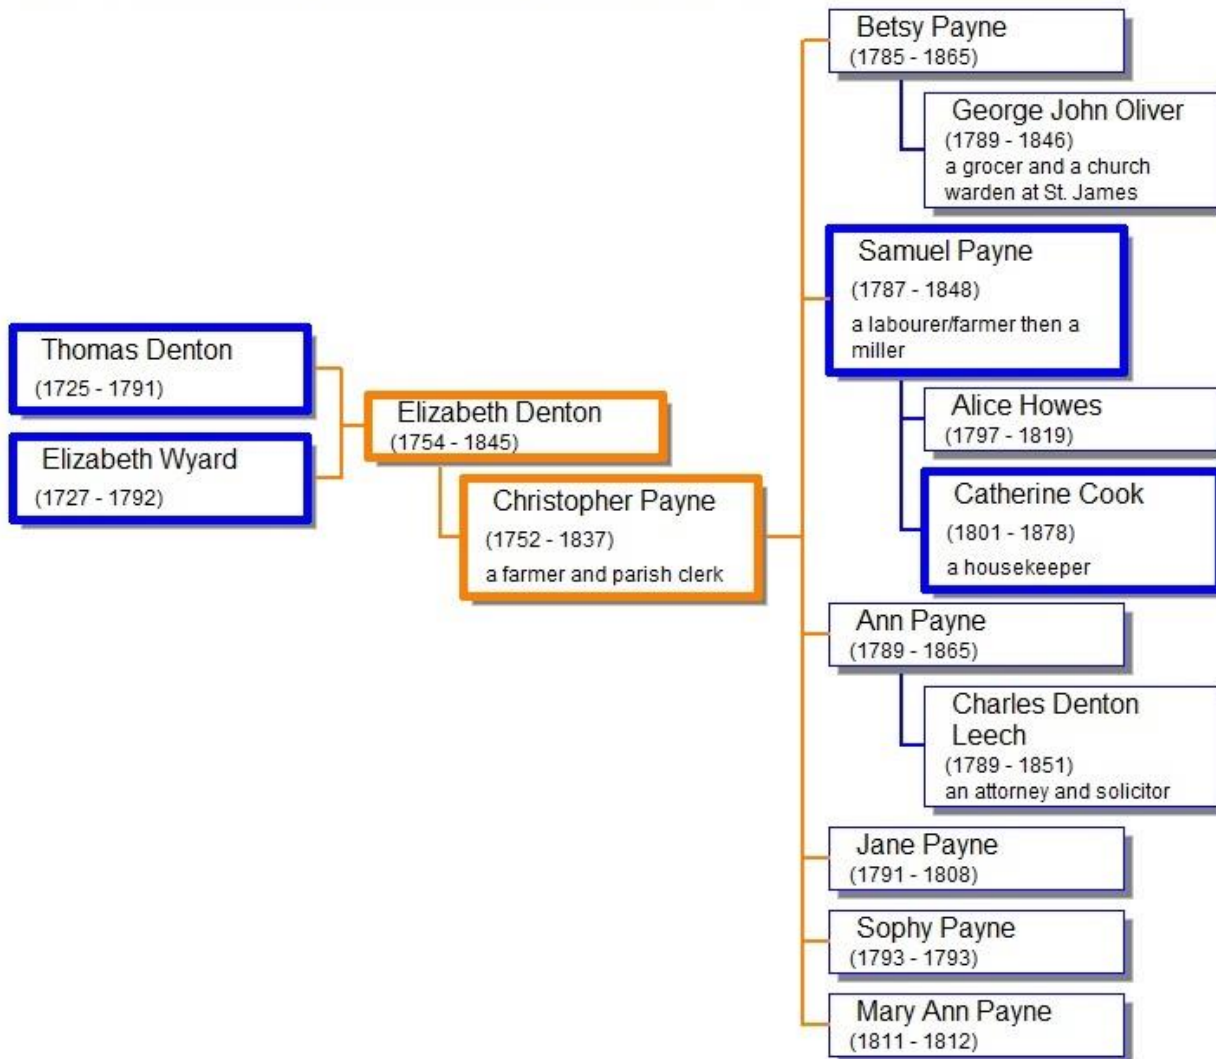 Betsy Payne
(1785 - 1865)
George John Oliver
(1789 - 1846)
a grocer and a church
warden at St. James
Samuel Payne
(1787 - 1848)
a labourer/farmer then a
miller
Thomas Denton
(1725 - 1791)
Elizabeth Wyard
(1727 - 1792)
Elizabeth Denton
(1754 - 1845)
Christopher Payne
(1752 - 1837)
a farmer and parish clerk
Alice Howes
(1797 - 1819)
Catherine Cook
(1801 - 1878)
a housekeeper
Ann Payne
(1789 - 1865)
Charles Denton
Leech
(1789 - 1851)
an attorney and solicitor
Jane Payne
(1791 - 1808)
Sophy Payne
(1793 - 1793)
Mary Ann Payne
(1811 - 1812)